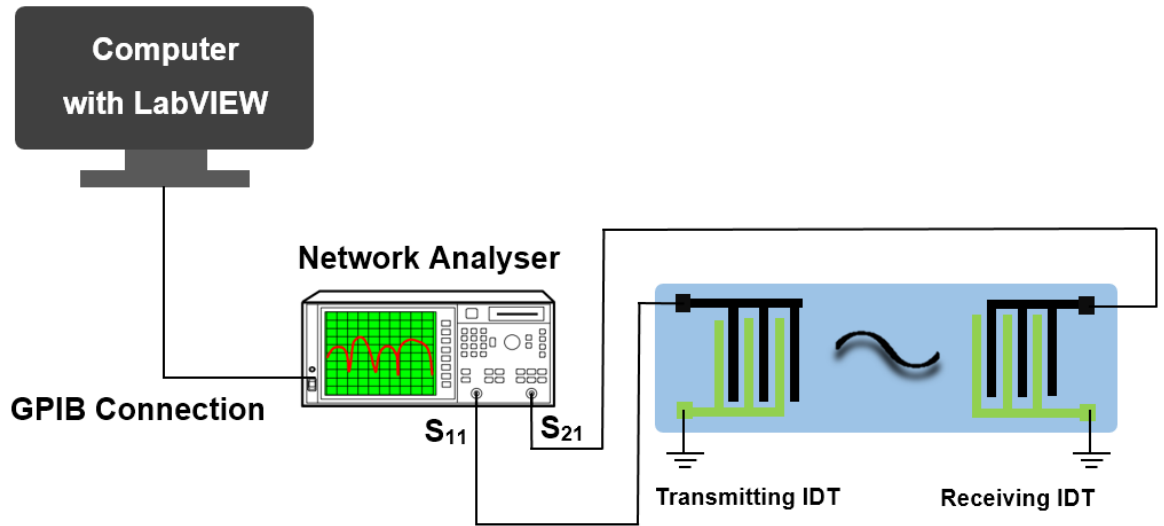 Computer
with LabVIEW
Network Analyser
GPIB Connection
S₁₁
S₂₁
Transmitting IDT
Receiving IDT